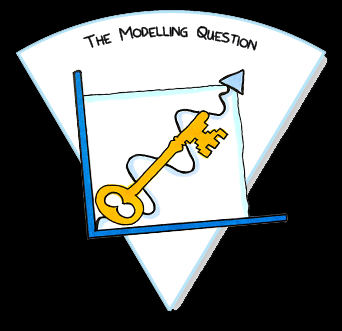 THE MODELLING QUESTION